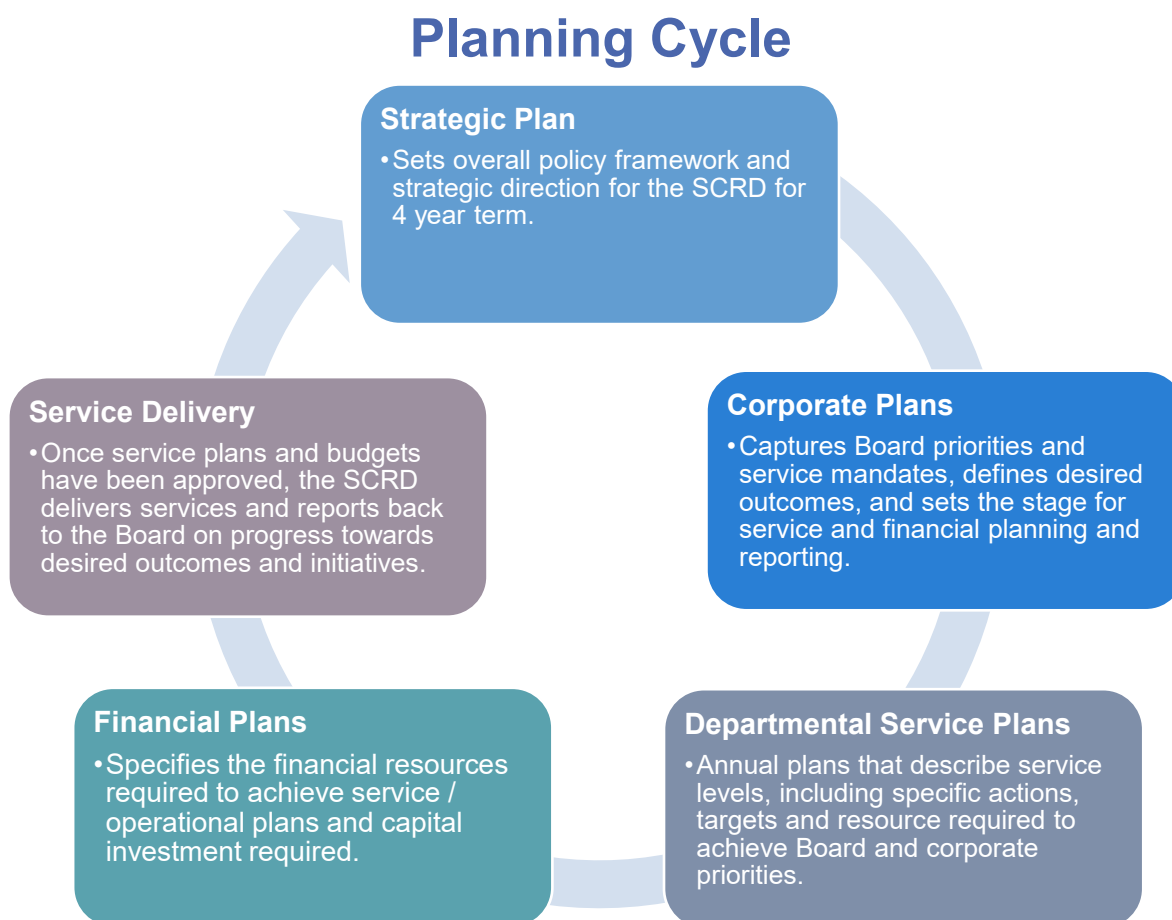 Planning Cycle
Strategic Plan
•Sets overall policy framework and
strategic direction for the SCRD for
4 year term.
Corporate Plans
•Captures Board priorities and
service mandates, defines desired
outcomes, and sets the stage for
service and financial planning and
reporting.
Departmental Service Plans
•Annual plans that describe service
levels, including specific actions,
targets and resource required to
achieve Board and corporate
priorities.
Financial Plans
•Specifies the financial resources
required to achieve service /
operational plans and capital
investment required.
Service Delivery
•Once service plans and budgets
have been approved, the SCRD
delivers services and reports back
to the Board on progress towards
desired outcomes and initiatives.